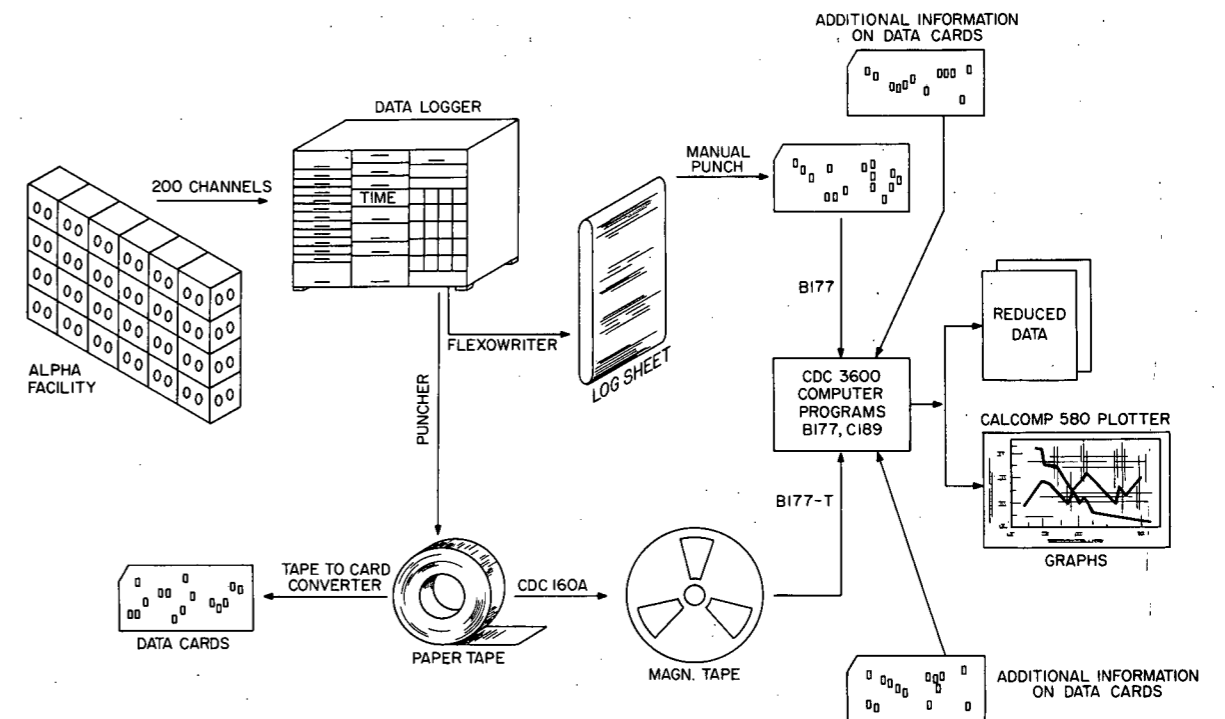 ADDITIONAL INFORMATION
ON DATA CARDS
DATA LOGGER
200 CHANNELS
TIME
MANUAL
PUNCH
ALPHA
FACILITY
FLEXOWRITER
LOG SHEET
PUNCHER
B177
CDC 3600
COMPUTER
PROGRAMS
B177, C189
REDUCED
DATA
CALCOMP 580 PLOTTER
GRAPHS
B177-T
TAPE TO CARD
CONVERTER
CDC 160A
DATA CARDS
PAPER TAPE
MAGN. TAPE
ADDITIONAL INFORMATION
ON DATA CARDS